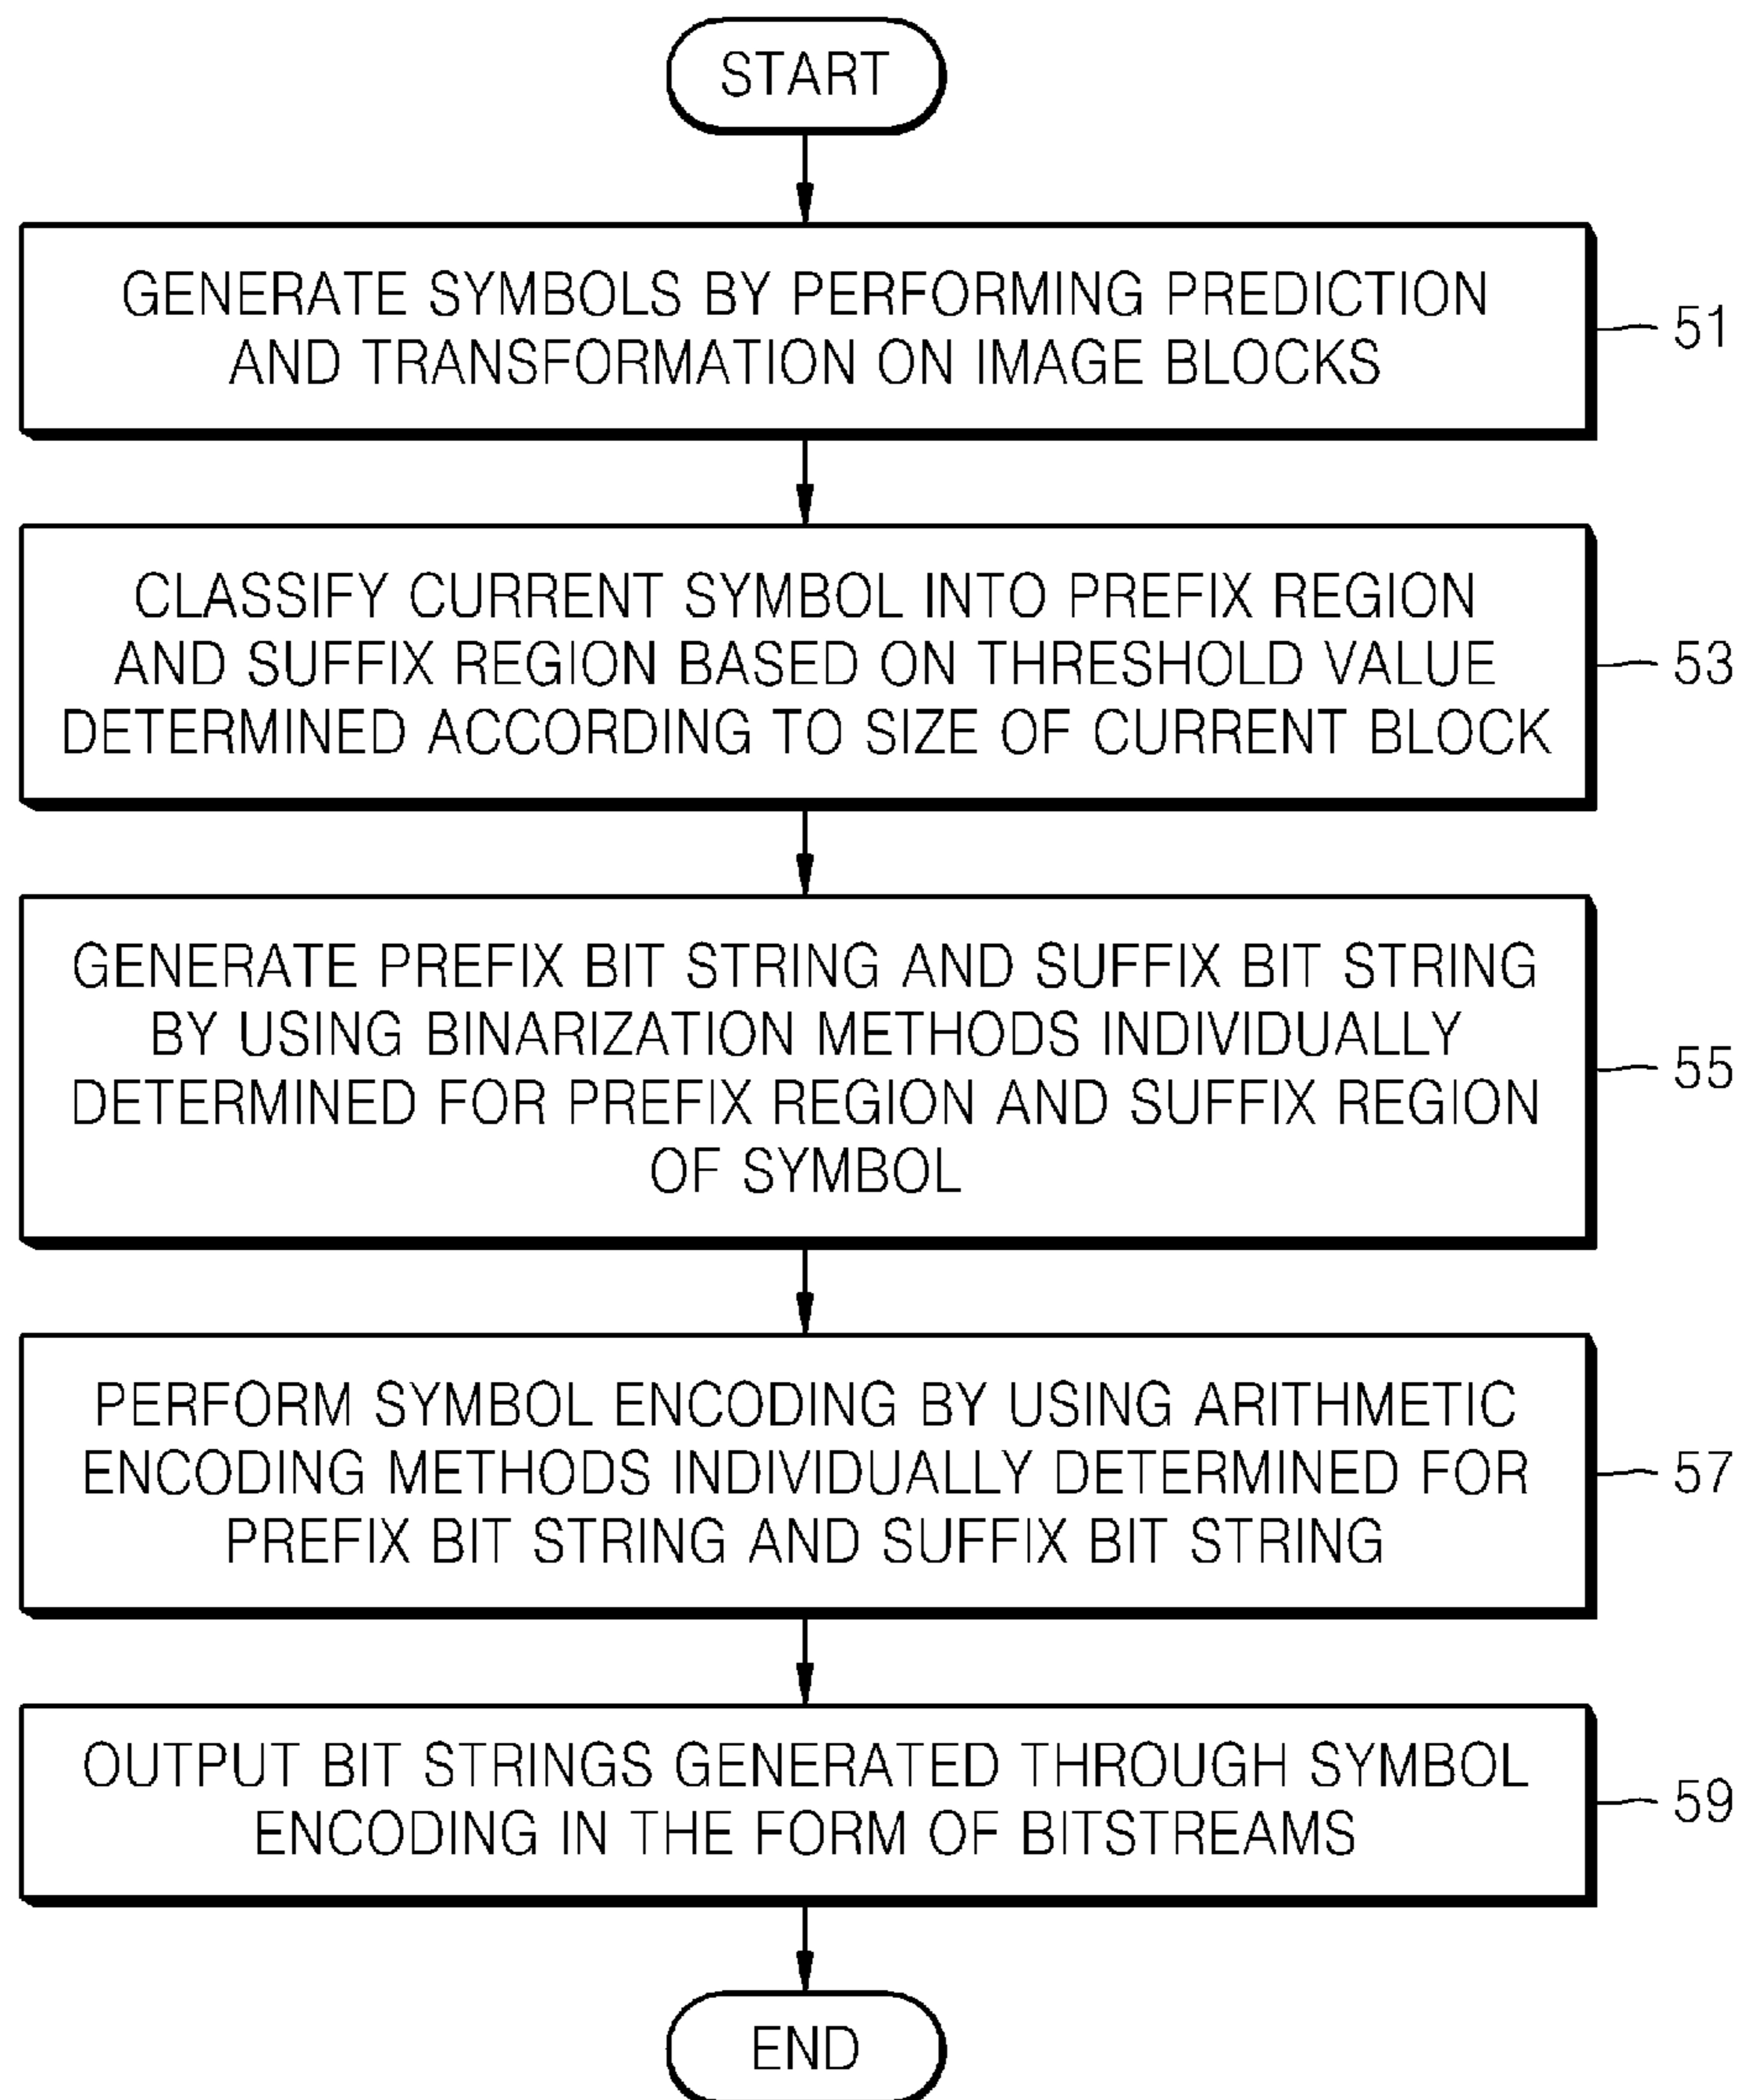 START
GENERATE SYMBOLS BY PERFORMING PREDICTION
AND TRANSFORMATION ON IMAGE BLOCKS
51
CLASSIFY CURRENT SYMBOL INTO PREFIX REGION
AND SUFFIX REGION BASED ON THRESHOLD VALUE
DETERMINED ACCORDING TO SIZE OF CURRENT BLOCK
53
GENERATE PREFIX BIT STRING AND SUFFIX BIT STRING
BY USING BINARIZATION METHODS INDIVIDUALLY
DETERMINED FOR PREFIX REGION AND SUFFIX REGION
OF SYMBOL
55
PERFORM SYMBOL ENCODING BY USING ARITHMETIC
ENCODING METHODS INDIVIDUALLY DETERMINED FOR
PREFIX BIT STRING AND SUFFIX BIT STRING
57
OUTPUT BIT STRINGS GENERATED THROUGH SYMBOL
ENCODING IN THE FORM OF BITSTREAMS
59
END